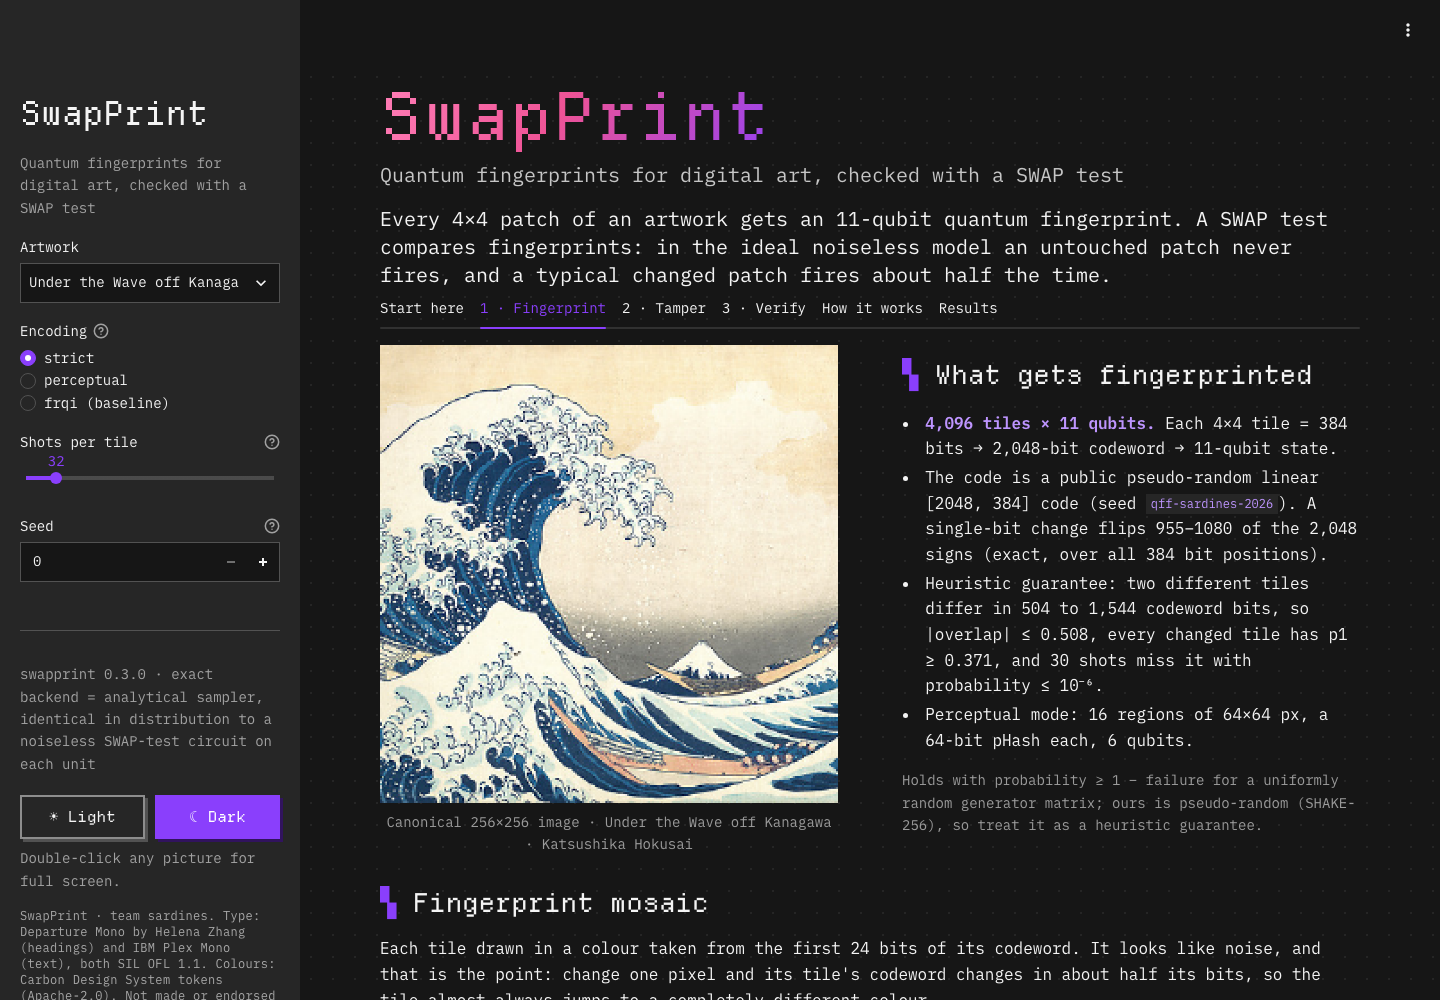 SwapPrint
Quantum fingerprints for
digital art, checked with a
SWAP test
Artwork
Under the Wave off Kanaga
Encoding
strict
perceptual
frqi (baseline)
Shots per tile
32
Seed
0
swapprint 0.3.0 · exact
backend = analytical sampler,
identical in distribution to a
noiseless SWAP-test circuit on
each unit
☀ Light
☾ Dark
Double-click any picture for
full screen.
SwapPrint · team sardines. Type:
Departure Mono by Helena Zhang
(headings) and IBM Plex Mono
(text), both SIL OFL 1.1. Colours:
Carbon Design System tokens
(Apache-2.0). Not made or endorsed
SwapPrint
Quantum fingerprints for digital art, checked with a SWAP test
Every 4×4 patch of an artwork gets an 11-qubit quantum fingerprint. A SWAP test
compares fingerprints: in the ideal noiseless model an untouched patch never
fires, and a typical changed patch fires about half the time.
Start here 1 · Fingerprint 2 · Tamper 3 · Verify How it works Results
Canonical 256×256 image · Under the Wave off Kanagawa
· Katsushika Hokusai
What gets fingerprinted
• 4,096 tiles × 11 qubits. Each 4×4 tile = 384
bits → 2,048-bit codeword → 11-qubit state.
• The code is a public pseudo-random linear
[2048, 384] code (seed qff-sardines-2026). A
single-bit change flips 955–1080 of the 2,048
signs (exact, over all 384 bit positions).
• Heuristic guarantee: two different tiles
differ in 504 to 1,544 codeword bits, so
|overlap| ≤ 0.508, every changed tile has p1
≥ 0.371, and 30 shots miss it with
probability ≤ 10⁻⁶.
• Perceptual mode: 16 regions of 64×64 px, a
64-bit pHash each, 6 qubits.
Holds with probability ≥ 1 − failure for a uniformly
random generator matrix; ours is pseudo-random (SHAKE-
256), so treat it as a heuristic guarantee.
Fingerprint mosaic
Each tile drawn in a colour taken from the first 24 bits of its codeword. It looks like noise, and
that is the point: change one pixel and its tile's codeword changes in about half its bits, so the
tile almost always jumps to a completely different colour.